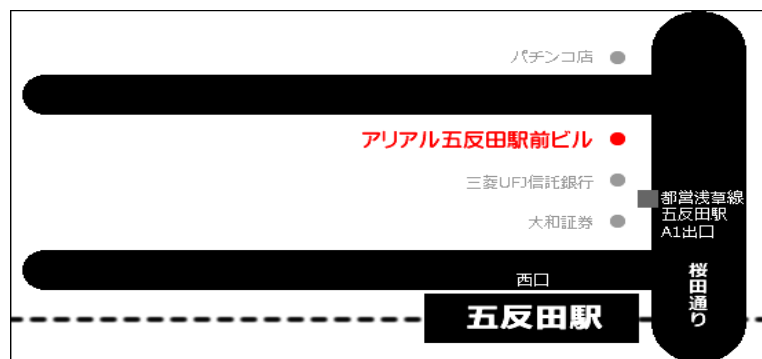 パチンコ店
アリアル五反田駅前ビル
三菱UFJ信託銀行
大和証券
都営浅草線
五反田駅
A1出口
桜田通り
西口
五反田駅